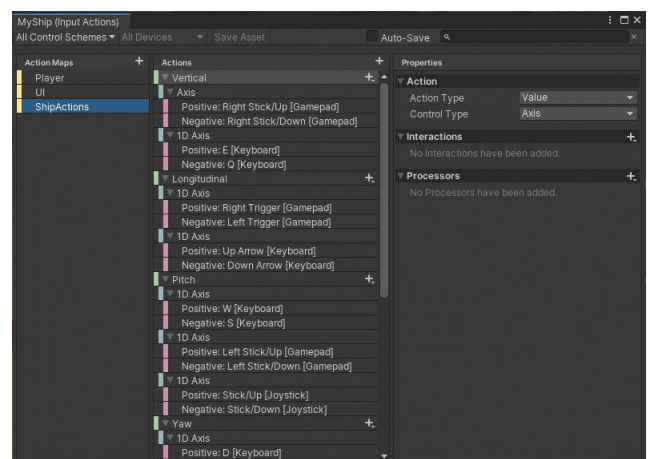 MyShip (Input Actions)
All Control Schemes All Devices Save Asset Auto-Save
Action Maps
Player
UI
ShipActions
Actions
Vertical
Axis
Positive: Right Stick/Up [Gamepad]
Negative: Right Stick/Down [Gamepad]
1D Axis
Positive: E [Keyboard]
Negative: Q [Keyboard]
Longitudinal
1D Axis
Positive: Right Trigger [Gamepad]
Negative: Left Trigger [Gamepad]
1D Axis
Positive: Up Arrow [Keyboard]
Negative: Down Arrow [Keyboard]
Pitch
1D Axis
Positive: W [Keyboard]
Negative: S [Keyboard]
1D Axis
Positive: Left Stick/Up [Gamepad]
Negative: Left Stick/Down [Gamepad]
1D Axis
Positive: Stick/Up [Joystick]
Negative: Stick/Down [Joystick]
Yaw
1D Axis
Positive: D [Keyboard]
Properties
Action
Action Type Value
Control Type Axis
Interactions
No Interactions have been added.
Processors
No Processors have been added.